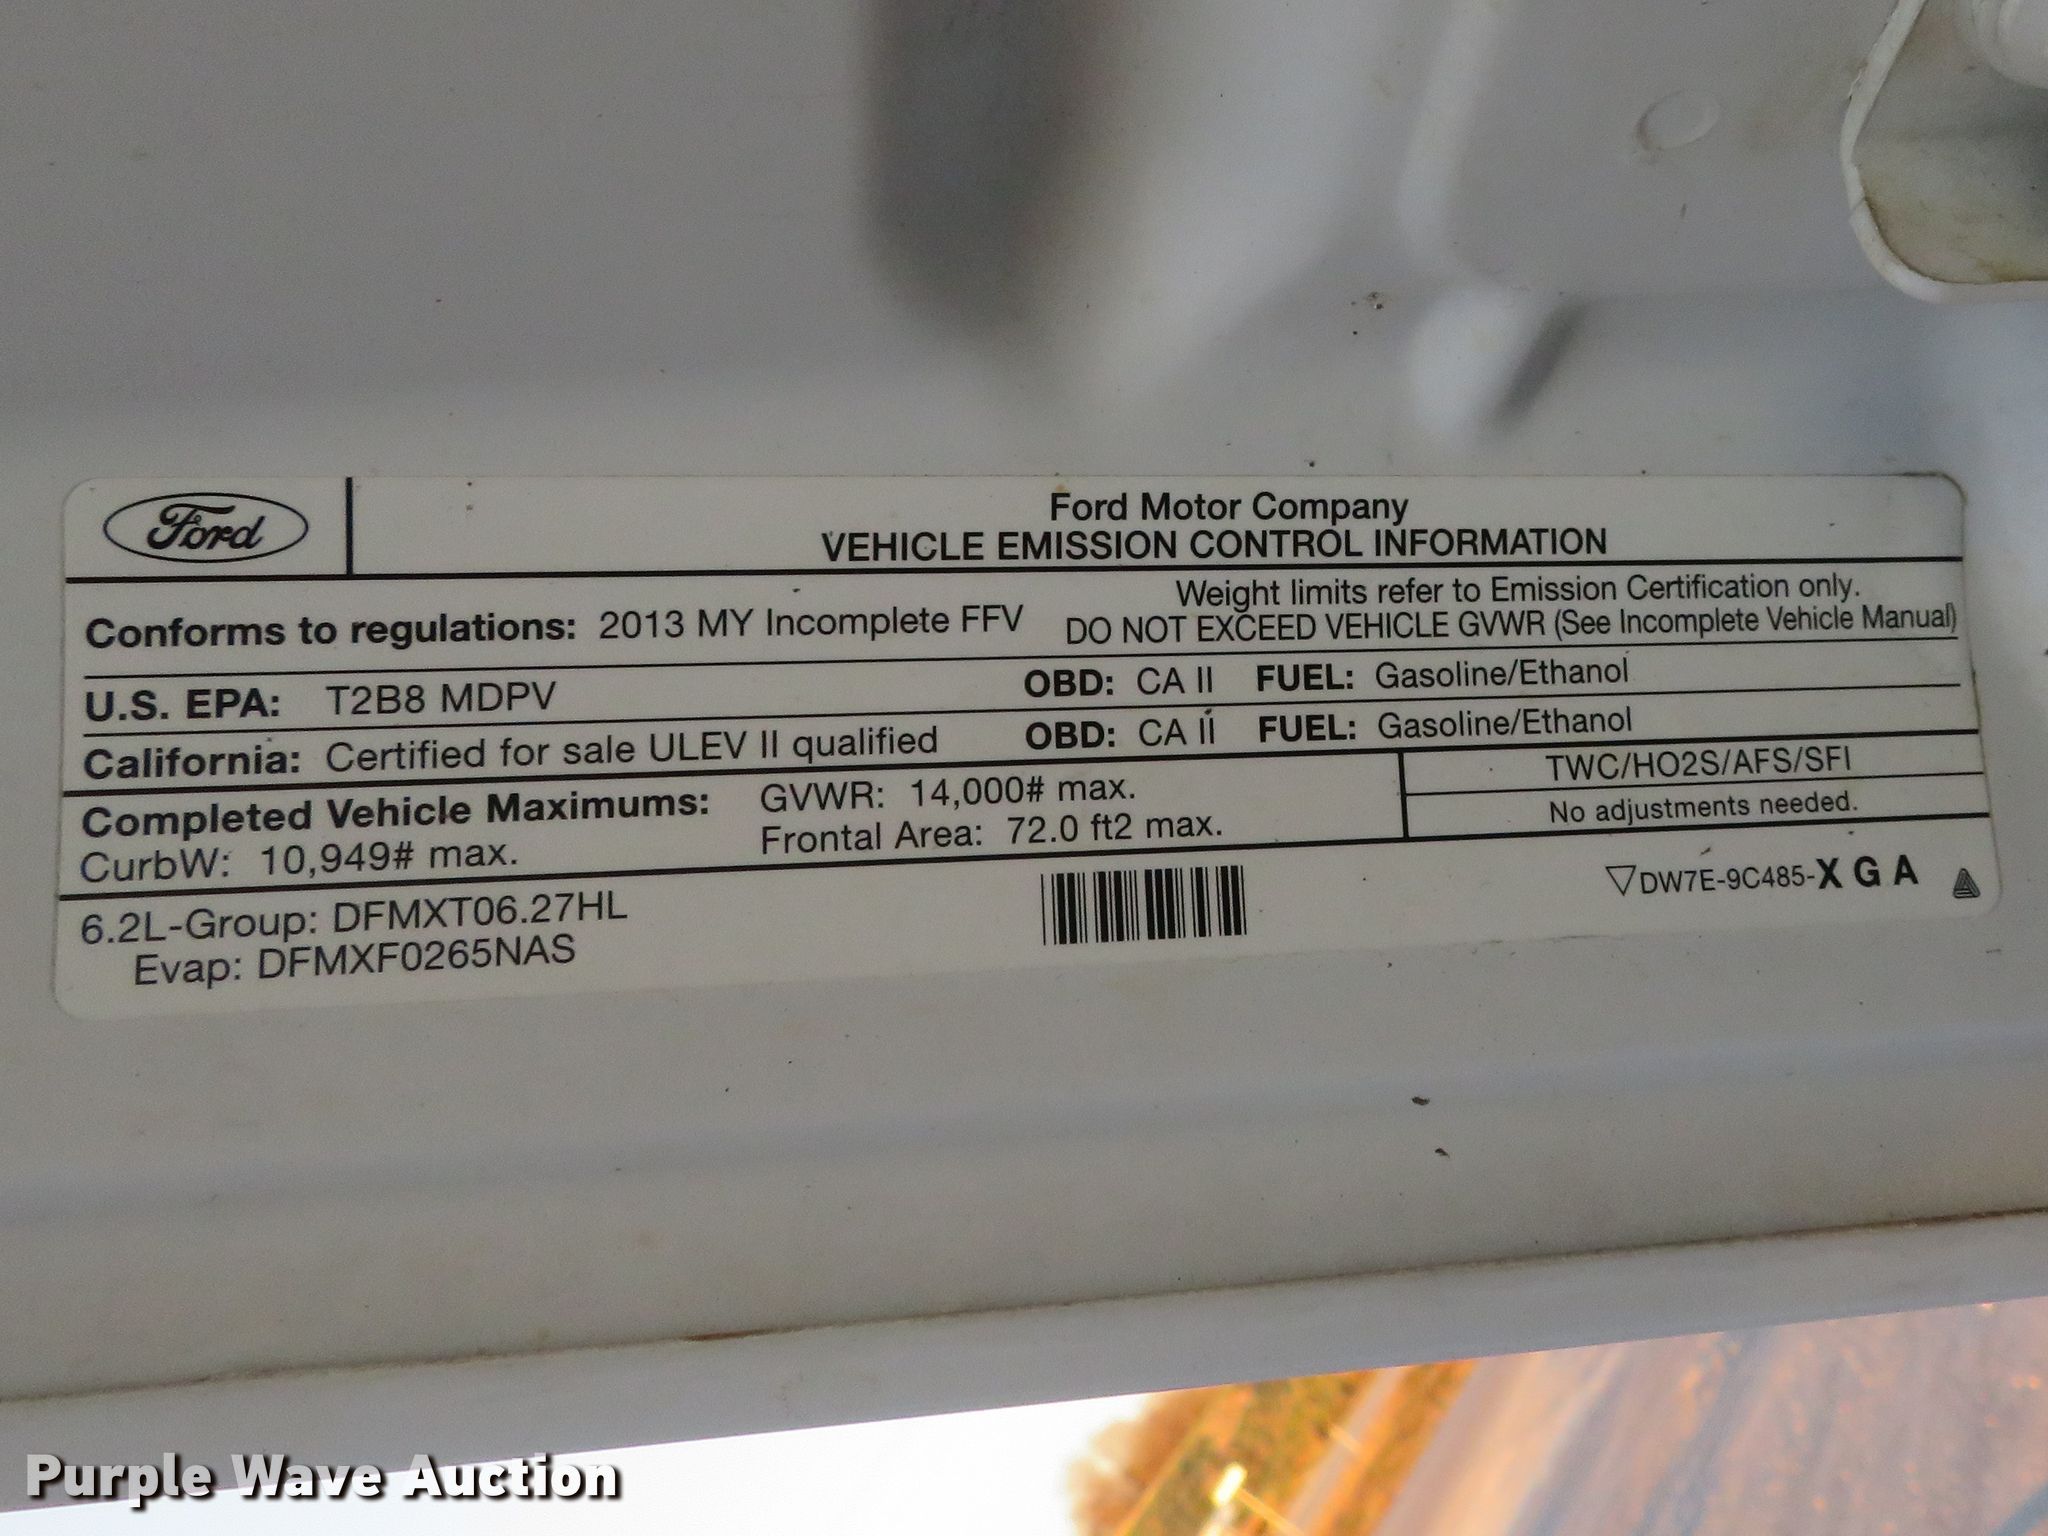 Ford
Ford Motor Company
VEHICLE EMISSION CONTROL INFORMATION
Conforms to regulations: 2013 MY Incomplete FFV
Weight limits refer to Emission Certification only.
DO NOT EXCEED VEHICLE GVWR (See Incomplete Vehicle Manual)
U.S. EPA: T2B8 MDPV OBD: CA II FUEL: Gasoline/Ethanol
California: Certified for sale ULEV II qualified OBD: CA II FUEL: Gasoline/Ethanol
Completed Vehicle Maximums: GVWR: 14,000# max.
CurbW: 10,949# max. Frontal Area: 72.0 ft2 max.
TWC/HO2S/AFS/SFI
No adjustments needed.
6.2L-Group: DFMXT06.27HL
Evap: DFMXF0265NAS
DW7E-9C485-XGA
Purple Wave Auction